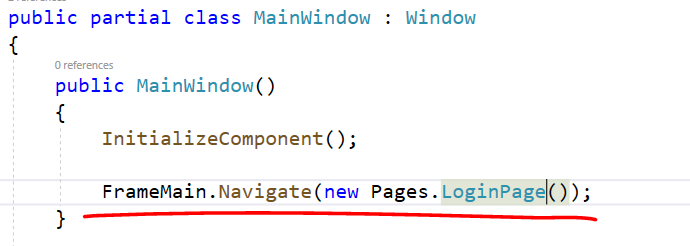 public partial class MainWindow : Window
{
0 references
public MainWindow()
{
InitializeComponent();
FrameMain.Navigate(new Pages.LoginPage());
}